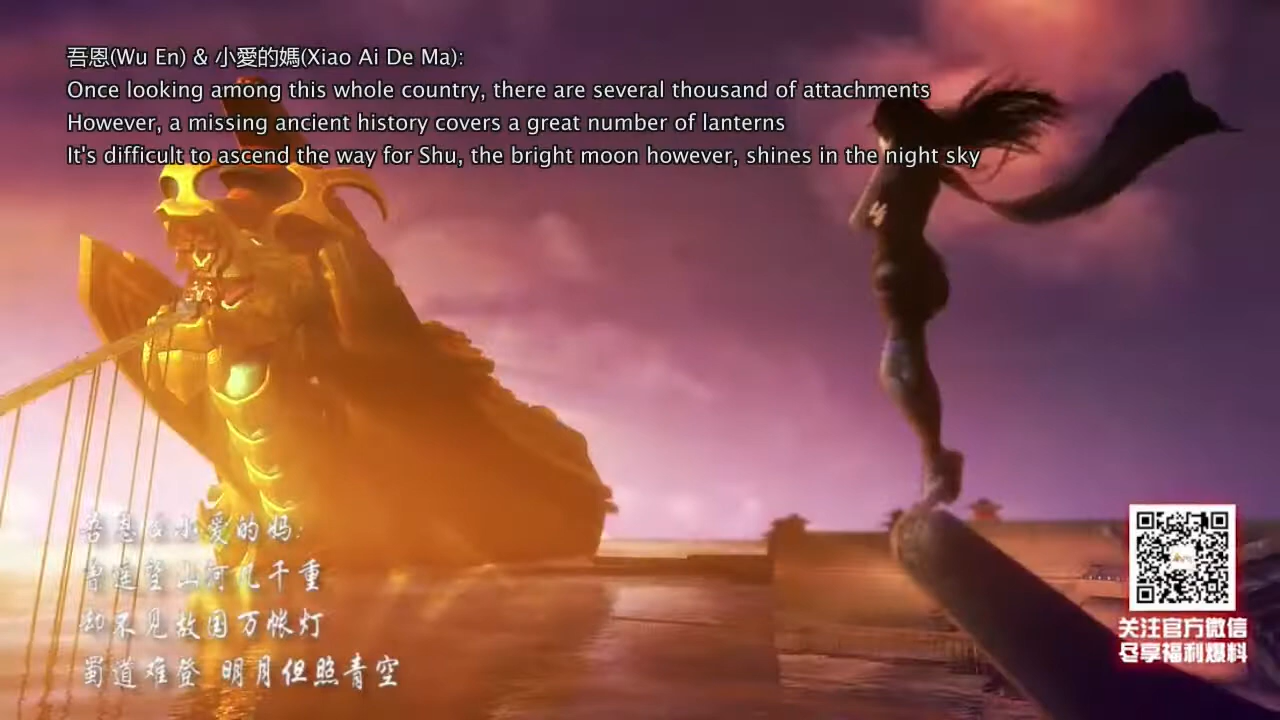 吾恩(Wu En) & 小愛的媽(Xiao Ai De Ma):
Once looking among this whole country, there are several thousand of attachments
However, a missing ancient history covers a great number of lanterns
It's difficult to ascend the way for Shu, the bright moon however, shines in the night sky
吾恩&小爱的妈:
曾遥望山河几千重
却不见故国万帐灯
蜀道难登 明月但照青空
关注官方微信
尽享福利爆料